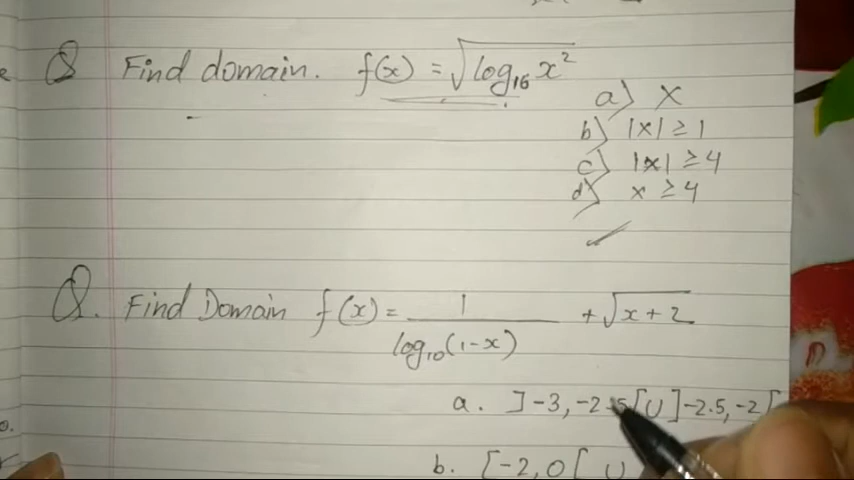 Q Find domain. f(x) = √log₁₆ x²
a) x
b) |x| ≥ 1
c) |x| ≥ 4
d) x ≥ 4
Q. Find Domain f(x) = 1 / log₁₀(1-x) + √x+2
a. ]-3, -2.5[ U ]-2.5, -2[
b. [-2, 0[ U